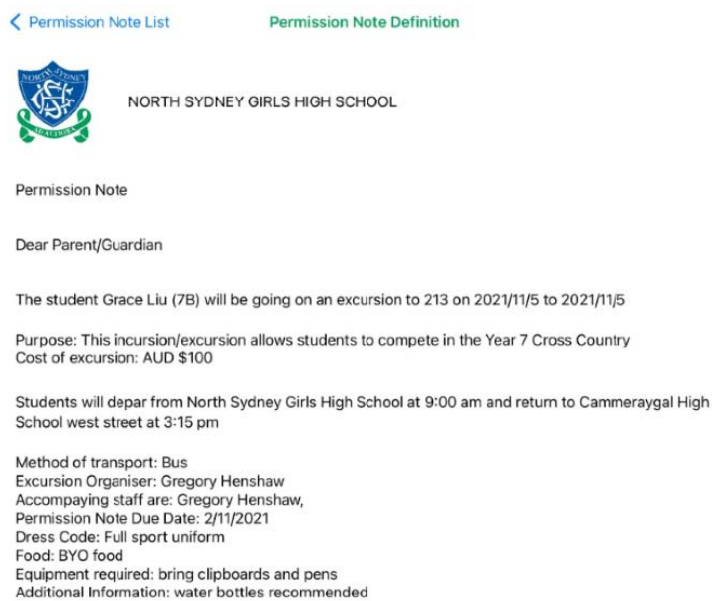 Permission Note List
Permission Note Definition
NORTH SYDNEY
AD ALTIORA
NORTH SYDNEY GIRLS HIGH SCHOOL
Permission Note
Dear Parent/Guardian
The student Grace Liu (7B) will be going on an excursion to 213 on 2021/11/5 to 2021/11/5
Purpose: This incursion/excursion allows students to compete in the Year 7 Cross Country
Cost of excursion: AUD $100
Students will depar from North Sydney Girls High School at 9:00 am and return to Cammeraygal High
School west street at 3:15 pm
Method of transport: Bus
Excursion Organiser: Gregory Henshaw
Accompaying staff are: Gregory Henshaw,
Permission Note Due Date: 2/11/2021
Dress Code: Full sport uniform
Food: BYO food
Equipment required: bring clipboards and pens
Additional Information: water bottles recommended